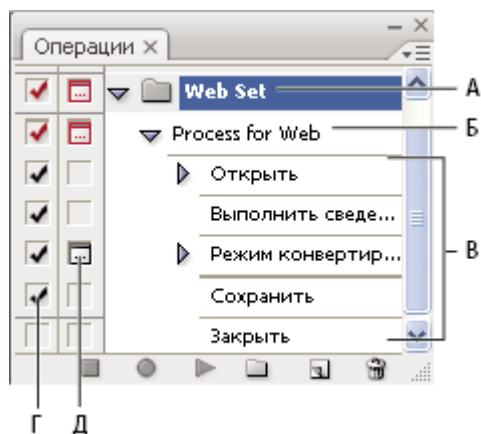 Операции
Web Set
А
Process for Web
Б
Открыть
Выполнить сведе...
Режим конвертир...
В
Сохранить
Закрыть
Г Д